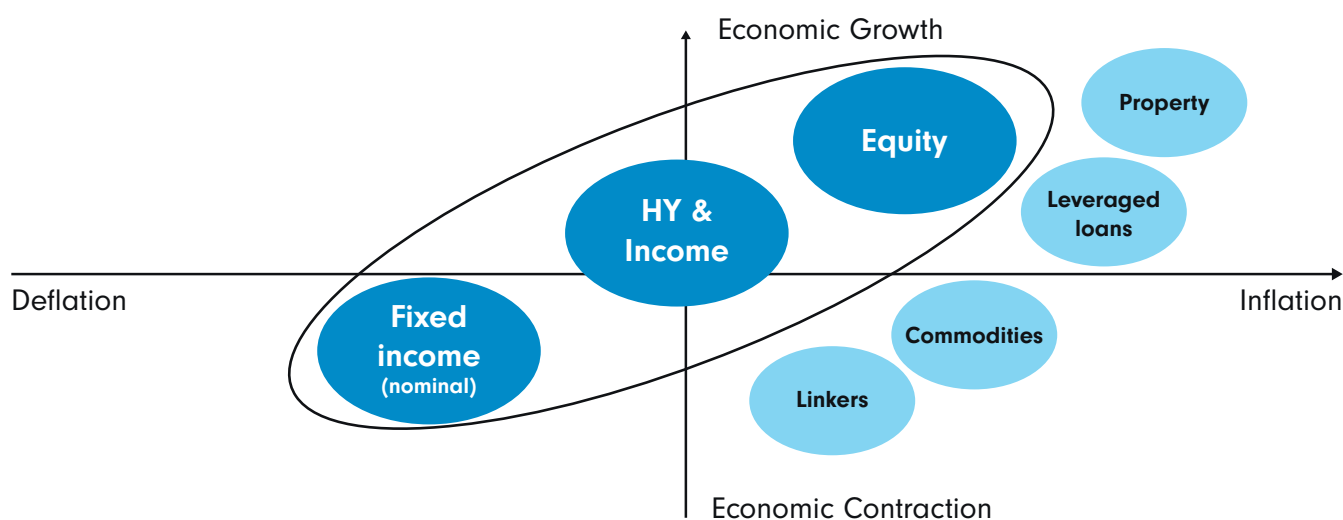 Economic Growth
Property
Equity
Leveraged
loans
HY &
Income
Deflation
Inflation
Fixed
income
(nominal)
Commodities
Linkers
Economic Contraction